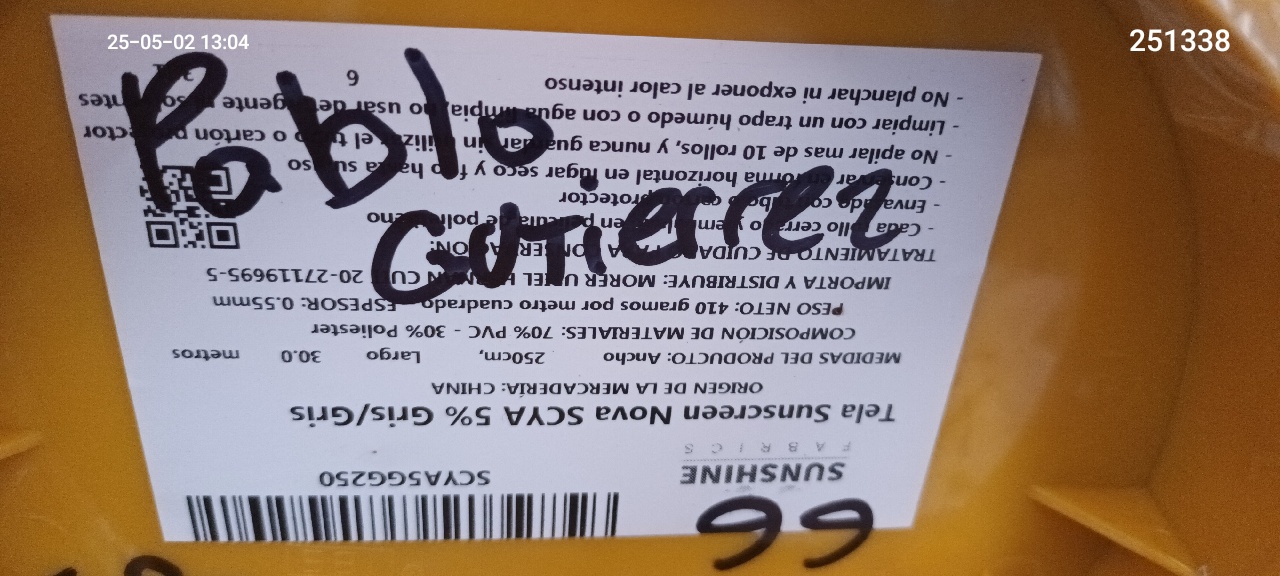 25-05-02 13:04
251338
Pablo
Gutierrez
66
SCYA5GG250
SUNSHINE
FABRICS
Tela Sunscreen Nova SCYA 5% Gris/Gris
ORIGEN DE LA MERCADERÍA: CHINA
MEDIDAS DEL PRODUCTO: Ancho 250cm, Largo 30.0 metros
COMPOSICIÓN DE MATERIALES: 70% PVC - 30% Poliester
PESO NETO: 410 gramos por metro cuadrado ESPESOR: 0.55mm
IMPORTA Y DISTRIBUYE: MORER URIEL CUIT 20-27119695-5
TRATAMIENTO DE CUIDADO PARA CONSERVACIÓN:
- Cada rollo cerrado y embalado en película de polietileno
- Envasado con tubo o cartón protector
- Conservar en forma horizontal en lugar seco y fijo hasta su uso
- No apilar mas de 10 rollos, y nunca guardar sin utilizar el tubo o cartón protector
- Limpiar con un trapo húmedo o con agua limpia, no usar detergente o solventes
- No planchar ni exponer al calor intenso
6